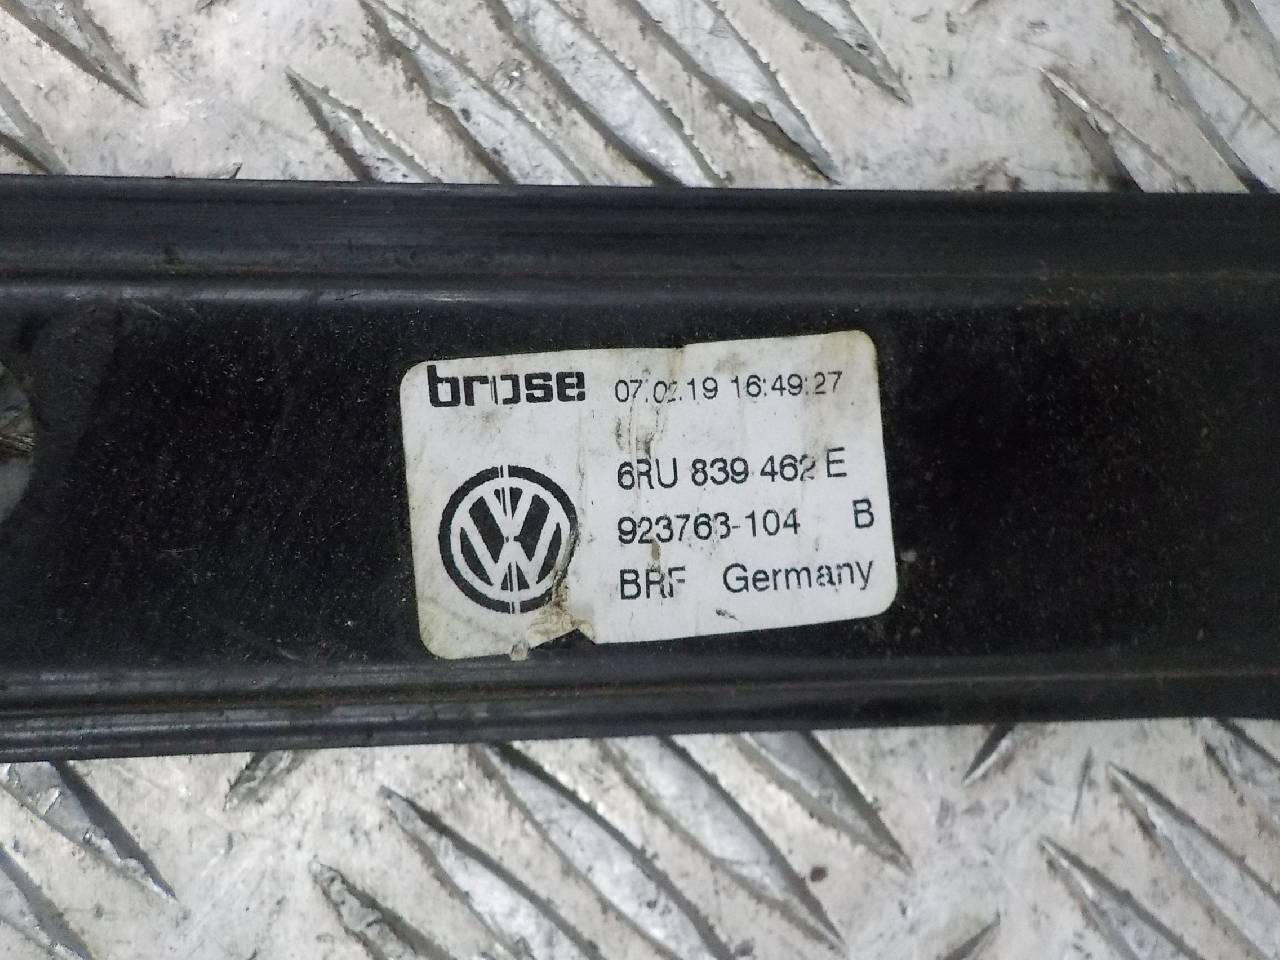 brose 07.02.19 16:49:27
6RU 839 462 E
923763-104 B
BRF Germany